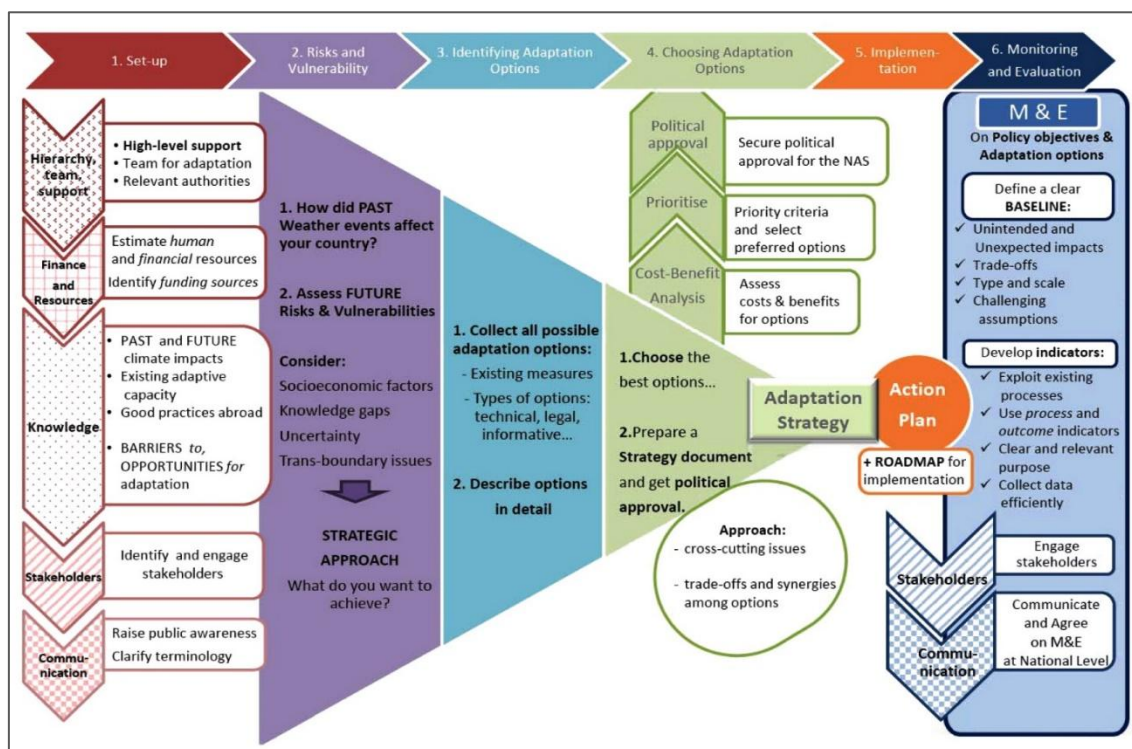 1. Set-up
2. Risks and
Vulnerability
3. Identifying Adaptation
Options
4. Choosing Adaptation
Options
5. Implemen-
tation
6. Monitoring
and Evaluation
Hierarchy,
team,
support
• High-level support
• Team for adaptation
• Relevant authorities
Finance
and
Resources
Estimate human
and financial resources
Identify funding sources
Knowledge
• PAST and FUTURE
climate impacts
• Existing adaptive
capacity
• Good practices abroad
• BARRIERS to,
OPPORTUNITIES for
adaptation
Stakeholders
Identify and engage
stakeholders
Commu-
nication
Raise public awareness
Clarify terminology
1. How did PAST
Weather events affect
your country?
2. Assess FUTURE
Risks & Vulnerabilities
Consider:
Socioeconomic factors
Knowledge gaps
Uncertainty
Trans-boundary issues
STRATEGIC
APPROACH
What do you want to
achieve?
1. Collect all possible
adaptation options:
- Existing measures
- Types of options:
technical, legal,
informative...
2. Describe options
in detail
Political
approval
Secure political
approval for the NAS
Prioritise
Priority criteria
and select
preferred options
Cost-Benefit
Analysis
Assess
costs & benefits
for options
1.Choose the
best options...
2.Prepare a
Strategy document
and get political
approval.
Adaptation
Strategy
Approach:
- cross-cutting issues
- trade-offs and synergies
among options
Action
Plan
+ ROADMAP for
implementation
M & E
On Policy objectives &
Adaptation options
Define a clear
BASELINE:
✓ Unintended and
Unexpected impacts
✓ Trade-offs
✓ Type and scale
✓ Challenging
assumptions
Develop indicators:
✓ Exploit existing
processes
✓ Use process and
outcome indicators
✓ Clear and relevant
purpose
✓ Collect data
efficiently
Stakeholders
Engage
stakeholders
Commu-
nication
Communicate
and Agree
on M&E
at National Level